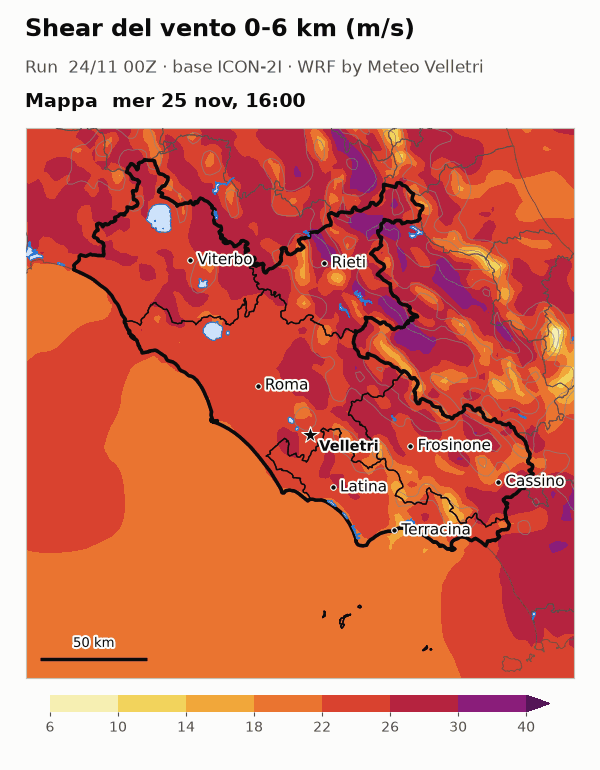 Shear del vento 0-6 km (m/s)
Run  24/11 00Z · base ICON-2I · WRF by Meteo Velletri
Mappa  mer 25 nov, 16:00
Viterbo
Rieti
Roma
Velletri
Frosinone
Cassino
Latina
Terracina
50 km
6 10 14 18 22 26 30 40